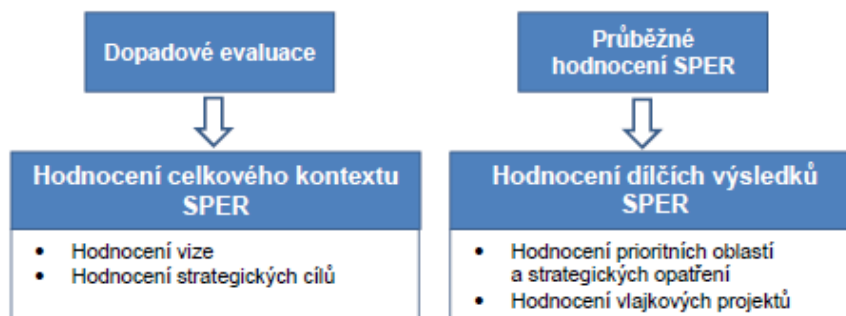 Dopadové evaluace
Průběžné
hodnocení SPER
Hodnocení celkového kontextu
SPER
• Hodnocení vize
• Hodnocení strategických cílů
Hodnocení dílčích výsledků
SPER
• Hodnocení prioritních oblastí
a strategických opatření
• Hodnocení vlajkových projektů